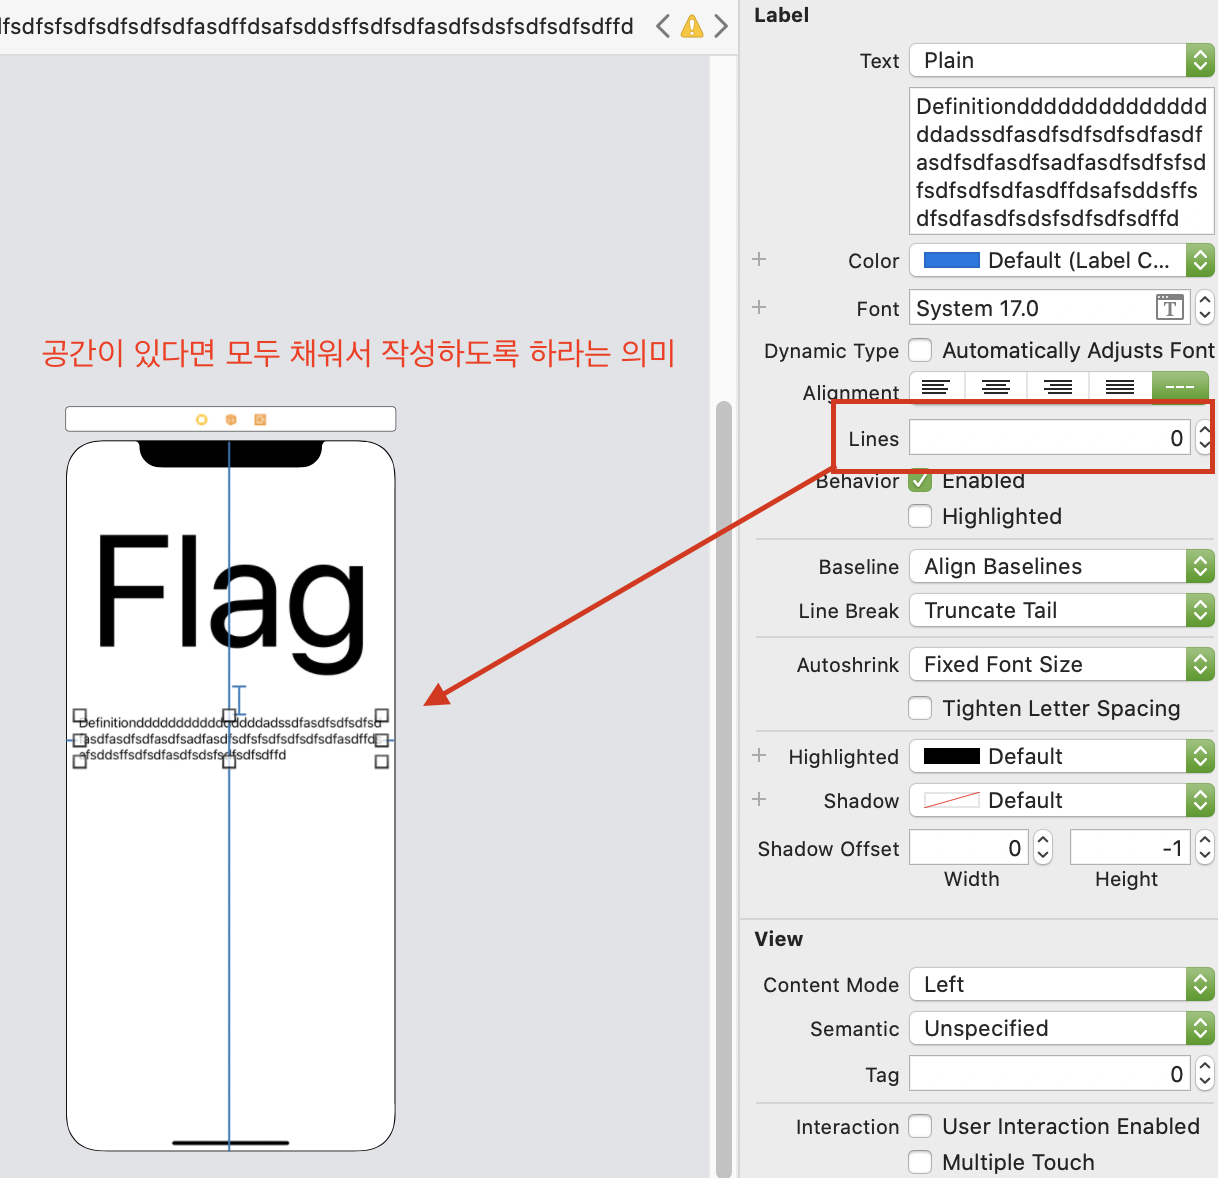 fsdfsfsdfsdfsdfsdfasdffdsafsddsffsdfsdfasdfsdsfsdfsdfsdffd
Label
Text Plain
Definitiondddddddddddddd
ddadssdfasdfsdfsdfsdfasdf
asdfsdfasdfsadfasdfsdfsfsd
fsdfsdfsdfasdffdsafsddsffs
dfsdfasdfsdsfsdfsdfsdffd
Color Default (Label C...
Font System 17.0
Dynamic Type Automatically Adjusts Font
Alignment
Lines 0
Behavior Enabled
Highlighted
Baseline Align Baselines
Line Break Truncate Tail
Autoshrink Fixed Font Size
Tighten Letter Spacing
Highlighted Default
Shadow Default
Shadow Offset 0 -1
Width Height
View
Content Mode Left
Semantic Unspecified
Tag 0
Interaction User Interaction Enabled
Multiple Touch
공간이 있다면 모두 채워서 작성하도록 하라는 의미
Flag